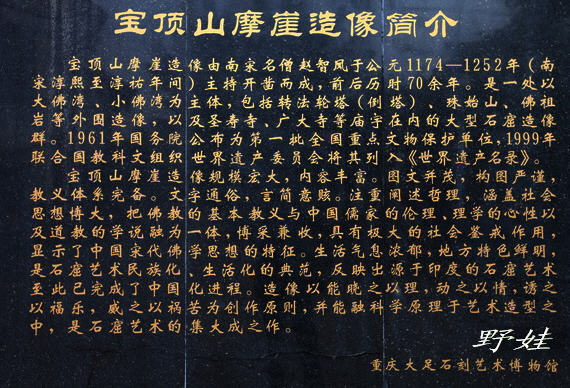 宝顶山摩崖造像简介
宝顶山摩崖造像由南宋名僧赵智凤于公元1174—1252年（南
宋淳熙至淳祐年间）主持开凿而成，前后历时70余年。是一处以
大佛湾、小佛湾为主体，包括转法轮塔（倒塔）、珠始山、佛祖
岩等外围造像，以及圣寿寺、广大寺等庙宇在内的大型石窟造像
群。1961年国务院公布为第一批全国重点文物保护单位，1999年
联合国教科文组织世界遗产委员会将其列入《世界遗产名录》。
宝顶山摩崖造像规模宏大，内容丰富。图文并茂，构图严谨，
教义体系完备。文字通俗，言简意赅。注重阐述哲理，涵盖社会
思想博大，把佛教的基本教义与中国儒家的伦理、理学的心性以
及道教的学说融为一体，博采兼收，具有极大的社会鉴戒作用，
显示了中国宋代佛学思想的特征。生活气息浓郁，地方特色鲜明，
是石窟艺术民族化，生活化的典范，反映出源于印度的石窟艺术
至此已完成了中国化进程。造像以能晓之以理，动之以情，诱之
以福乐，威之以祸苦为创作原则，并能融科学原理于艺术造型之
中，是石窟艺术的集大成之作。
野娃
重庆大足石刻艺术博物馆